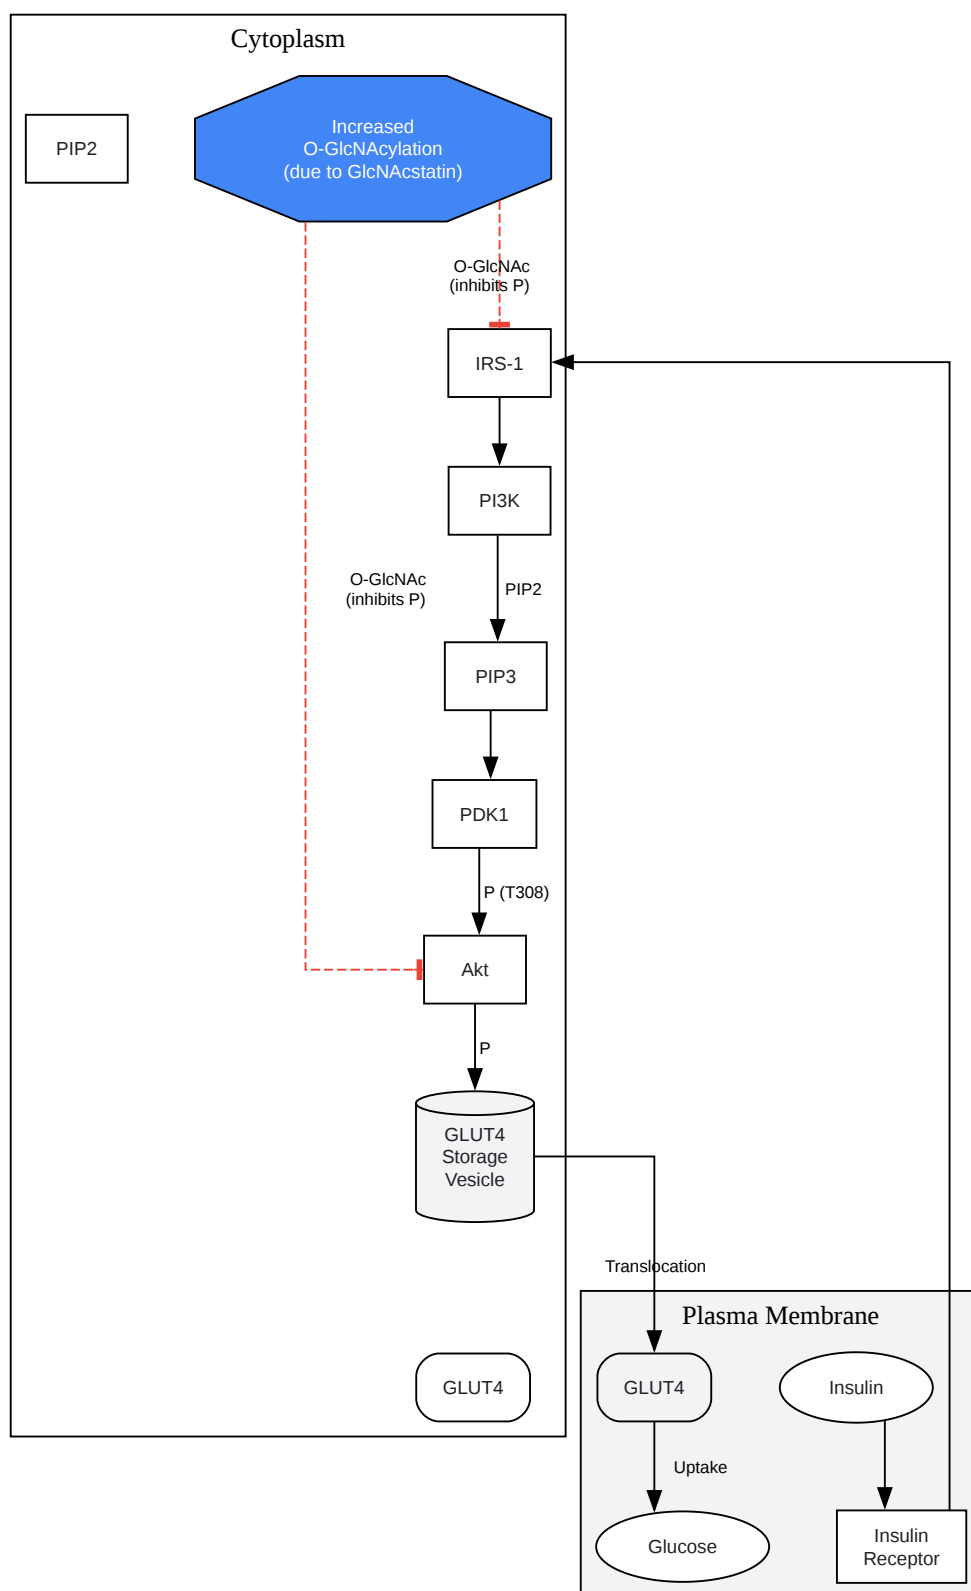 Cytoplasm
PIP2
Increased
O-GlcNAcylation
(due to GlcNAcstatin)
O-GlcNAc
(inhibits P)
IRS-1
PI3K
O-GlcNAc
(inhibits P)
PIP2
PIP3
PDK1
P (T308)
Akt
P
GLUT4
Storage
Vesicle
Translocation
Plasma Membrane
GLUT4
GLUT4
Insulin
Uptake
Glucose
Insulin
Receptor